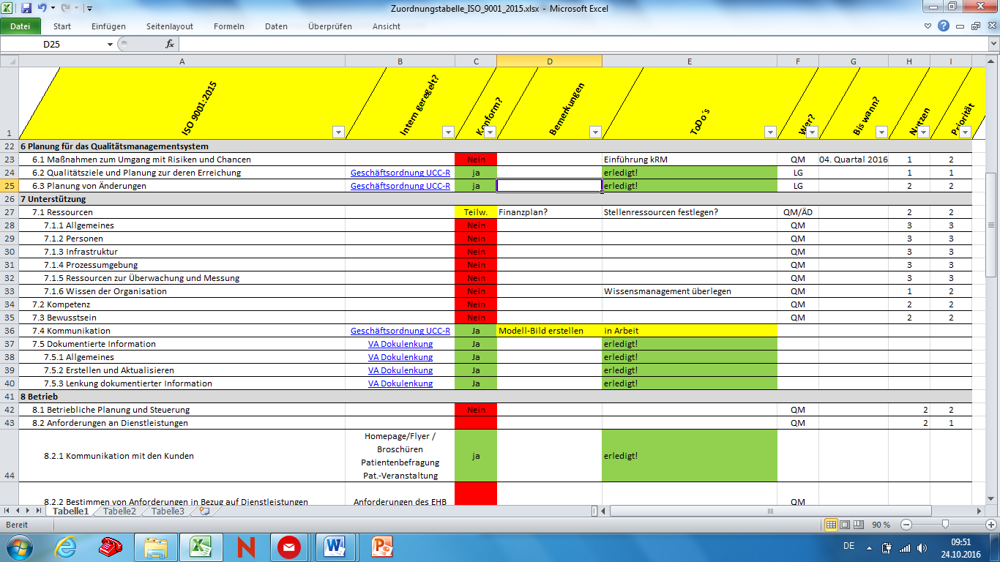 Zuordnungstabelle_ISO_9001_2015.xlsx - Microsoft Excel
Datei Start Einfügen Seitenlayout Formeln Daten Überprüfen Ansicht
D25 fx
A B C D E F G H I
1 ISO 9001:2015 Intern geregelt? Konform? Bemerkungen ToDo´s Wer? Bis wann? Nutzen Priorität
22 6 Planung für das Qualitätsmanagementsystem
23 6.1 Maßnahmen zum Umgang mit Risiken und Chancen Nein Einführung kRM QM 04. Quartal 2016 1 2
24 6.2 Qualitätsziele und Planung zur deren Erreichung Geschäftsordnung UCC-R ja erledigt! LG 1 1
25 6.3 Planung von Änderungen Geschäftsordnung UCC-R ja erledigt! LG 2 2
26 7 Unterstützung
27 7.1 Ressourcen Teilw. Finanzplan? Stellenressourcen festlegen? QM/ÄD 2 2
28 7.1.1 Allgemeines Nein QM 3 3
29 7.1.2 Personen Nein QM 3 3
30 7.1.3 Infrastruktur Nein QM 3 3
31 7.1.4 Prozessumgebung Nein QM 3 3
32 7.1.5 Ressourcen zur Überwachung und Messung Nein QM 3 3
33 7.1.6 Wissen der Organisation Nein Wissensmanagement überlegen QM 1 2
34 7.2 Kompetenz Nein QM 2 2
35 7.3 Bewusstsein Nein QM 2 2
36 7.4 Kommunikation Geschäftsordnung UCC-R Ja Modell-Bild erstellen in Arbeit
37 7.5 Dokumentierte Information VA Dokulenkung Ja erledigt!
38 7.5.1 Allgemeines VA Dokulenkung Ja erledigt!
39 7.5.2 Erstellen und Aktualisieren VA Dokulenkung Ja erledigt!
40 7.5.3 Lenkung dokumentierter Information VA Dokulenkung Ja erledigt!
41 8 Betrieb
42 8.1 Betriebliche Planung und Steuerung Nein QM 2 2
43 8.2 Anforderungen an Dienstleistungen QM 2 1
Homepage/Flyer /
Broschüren
8.2.1 Kommunikation mit den Kunden ja erledigt!
Patientenbefragung
44 Pat.-Veranstaltung
8.2.2 Bestimmen von Anforderungen in Bezug auf Dienstleistungen Anforderungen des EHB QM
Tabelle1 Tabelle2 Tabelle3
Bereit 90 %
DE 09:51
24.10.2016